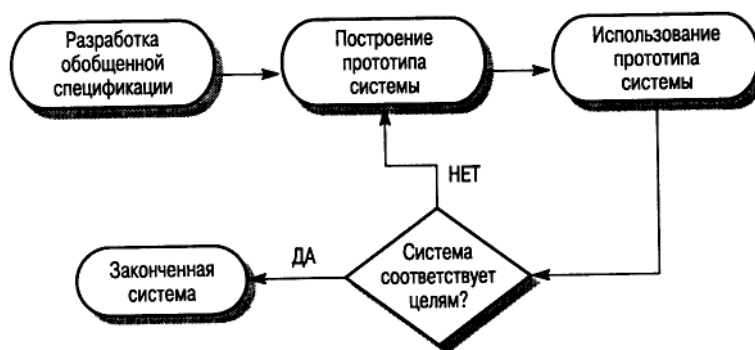 Разработка
обобщенной
спецификации
Построение
прототипа
системы
Использование
прототипа
системы
НЕТ
ДА
Система
соответствует
целям?
Законченная
система